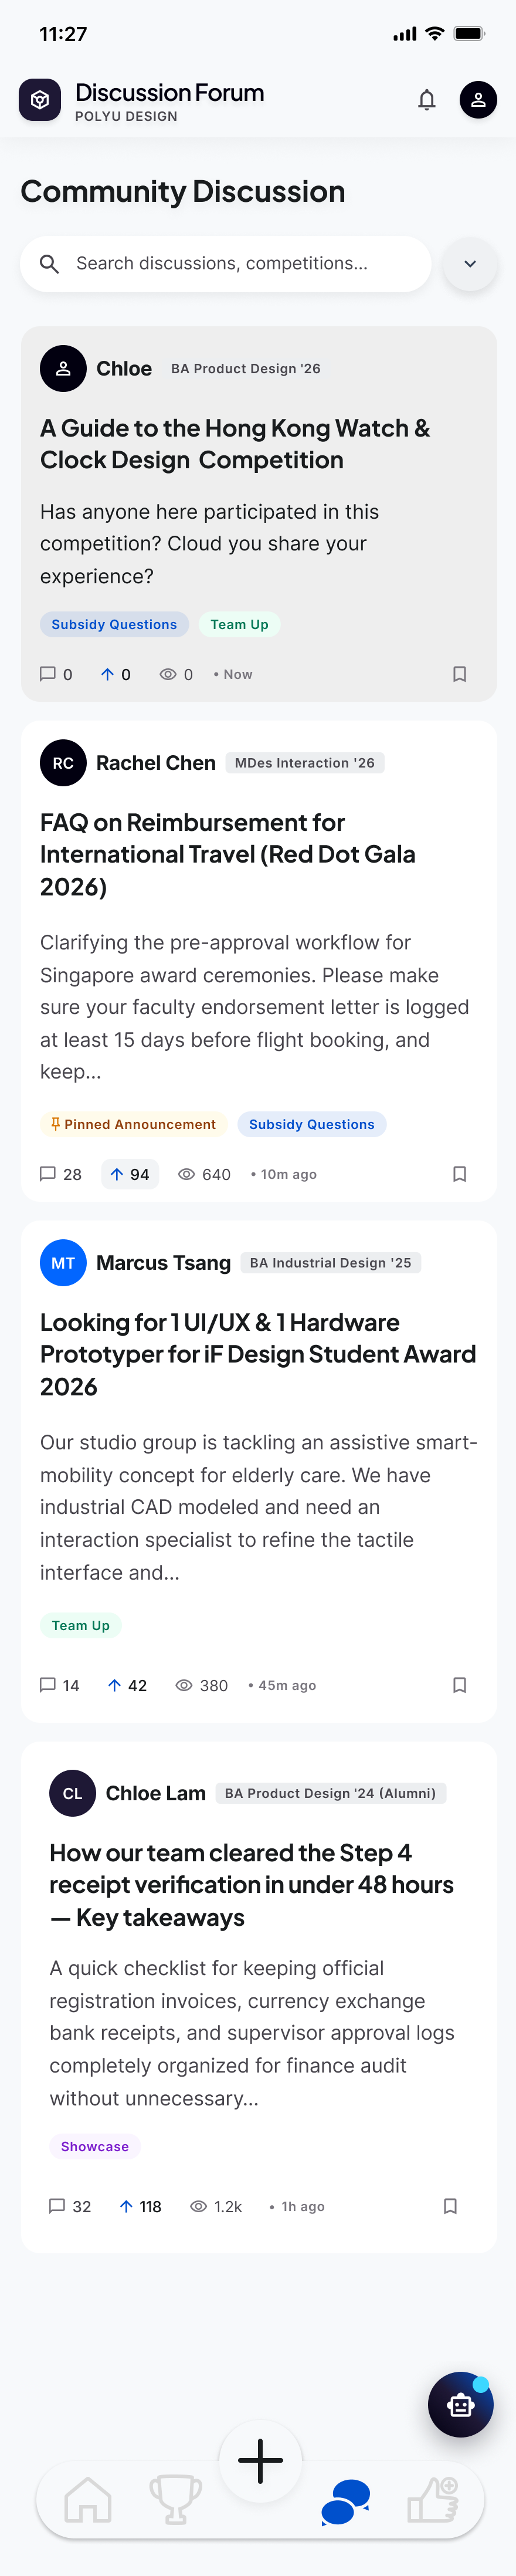 11:27
Discussion Forum
POLYU DESIGN
Community Discussion
Search discussions, competitions...
Chloe BA Product Design '26
A Guide to the Hong Kong Watch &
Clock Design Competition
Has anyone here participated in this
competition? Cloud you share your
experience?
Subsidy Questions Team Up
0 0 0 • Now
RC Rachel Chen MDes Interaction '26
FAQ on Reimbursement for
International Travel (Red Dot Gala
2026)
Clarifying the pre-approval workflow for
Singapore award ceremonies. Please make
sure your faculty endorsement letter is logged
at least 15 days before flight booking, and
keep...
Pinned Announcement Subsidy Questions
28 94 640 • 10m ago
MT Marcus Tsang BA Industrial Design '25
Looking for 1 UI/UX & 1 Hardware
Prototyper for iF Design Student Award
2026
Our studio group is tackling an assistive smart-
mobility concept for elderly care. We have
industrial CAD modeled and need an
interaction specialist to refine the tactile
interface and...
Team Up
14 42 380 • 45m ago
CL Chloe Lam BA Product Design '24 (Alumni)
How our team cleared the Step 4
receipt verification in under 48 hours
— Key takeaways
A quick checklist for keeping official
registration invoices, currency exchange
bank receipts, and supervisor approval logs
completely organized for finance audit
without unnecessary...
Showcase
32 118 1.2k • 1h ago